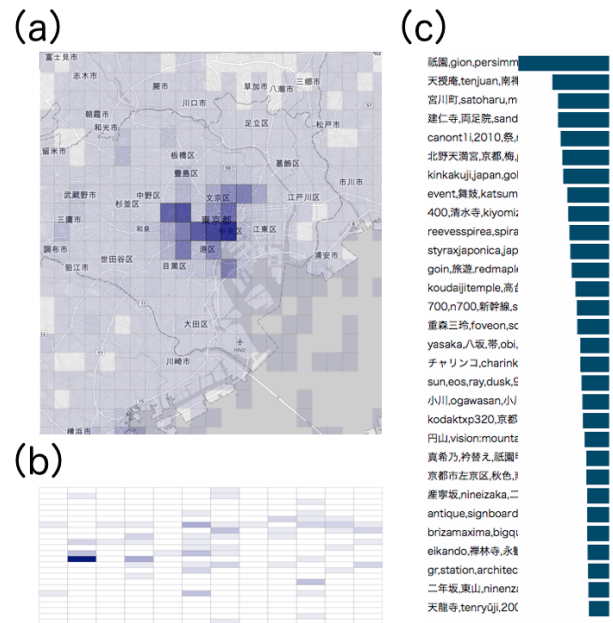 (a)
富士見市
志木市
蕨市
草加市
三郷市
八潮市
川口市
朝霞市
和光市
足立区
松戸市
留米市
板橋区
葛飾区
豊島区
市川市
武蔵野市
中野区
文京区
江戸川区
杉並区
三鷹市
東京都
和泉
中央区
江東区
調布市
港区
浦安市
世田谷区
狛江市
目黒区
大田区
HND
川崎市
横浜市
(b)
(c)
祇園,gion,persimm
天授庵,tenjuan,南禅
宮川町,satoharu,m
建仁寺,両足院,sand
canont1i,2010,祭,
北野天満宮,京都,梅,
kinkakuji,japan,gol
event,舞妓,katsum
400,清水寺,kiyomiz
reevesspirea,spira
styraxjaponica,jap
goin,旅遊,redmaple
koudaijitemple,高台
700,n700,新幹線,s
重森三玲,foveon,sc
yasaka,八坂,帯,obi,
チャリンコ,charink
sun,eos,ray,dusk,9
小川,ogawasan,小
kodaktxp320,京都
円山,vision:mounta
真希乃,衿替え,祇園甲
京都市左京区,秋色,
産寧坂,nineizaka,二
antique,signboard
brizamaxima,bigqu
eikando,禅林寺,永観
gr,station,architec
二年坂,東山,ninenza
天龍寺,tenryūji,200